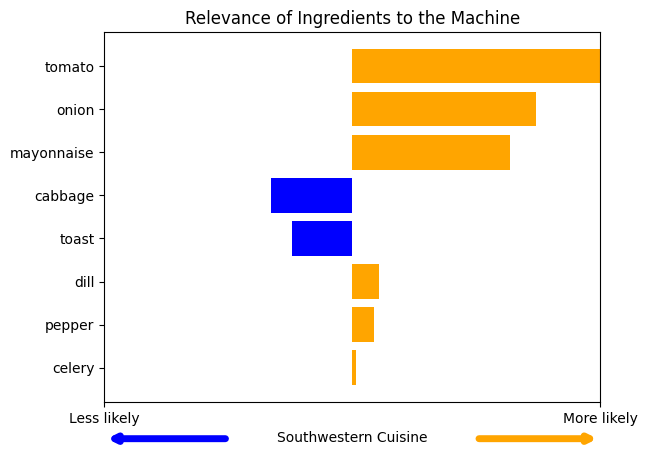 Relevance of Ingredients to the Machine
tomato
onion
mayonnaise
cabbage
toast
dill
pepper
celery
Less likely More likely
Southwestern Cuisine